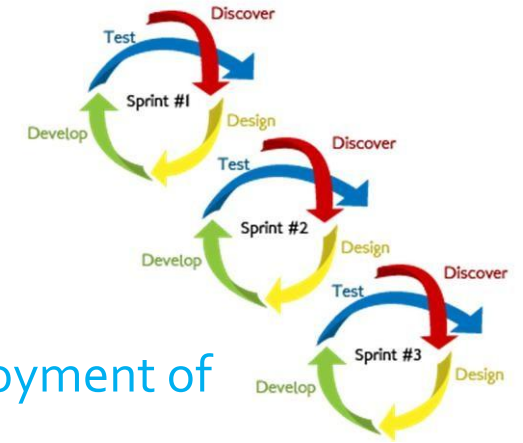 Discover
Test
Sprint #1
Design
Develop
Discover
Test
Sprint #2
Design
Develop
Discover
Test
Sprint #3
Design
Develop
oyment of